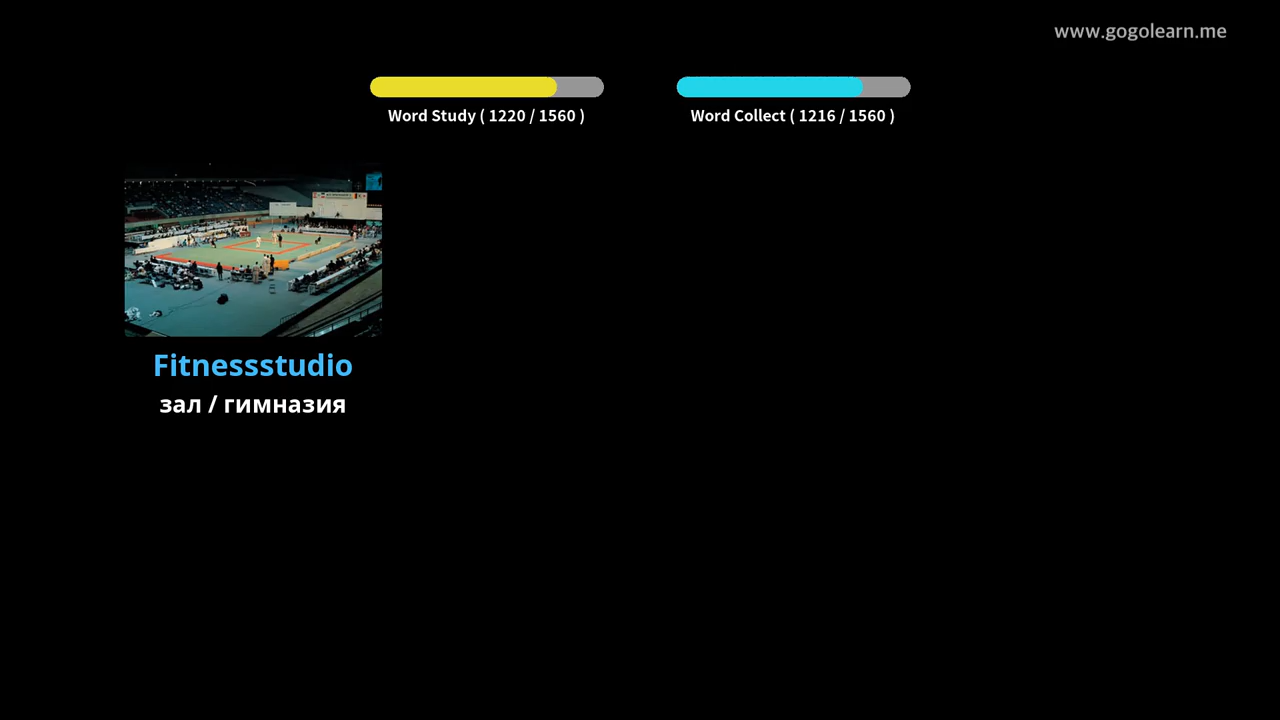 www.gogolearn.me
Word Study ( 1220 / 1560 )
Word Collect ( 1216 / 1560 )
Fitnessstudio
зал / гимназия